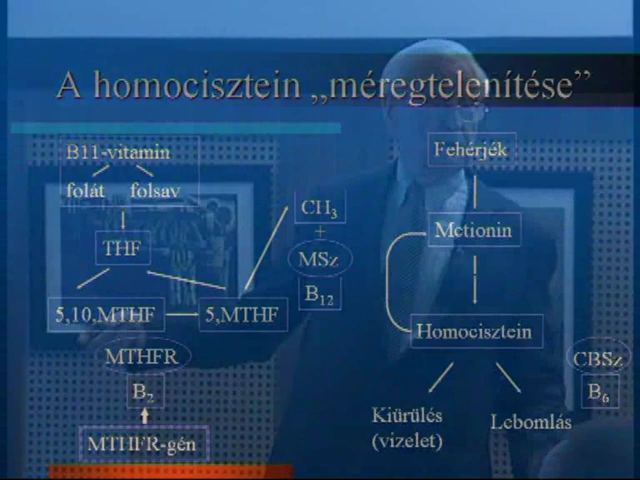 A homocisztein „méregtelenítése”
B11-vitamin
folát folsav
THF
5,10,MTHF
5,MTHF
MTHFR
B2
MTHFR-gén
CH3
+
MSz
B12
Fehérjék
Metionin
Homocisztein
CBSz
B6
Kiürülés
(vizelet)
Lebomlás